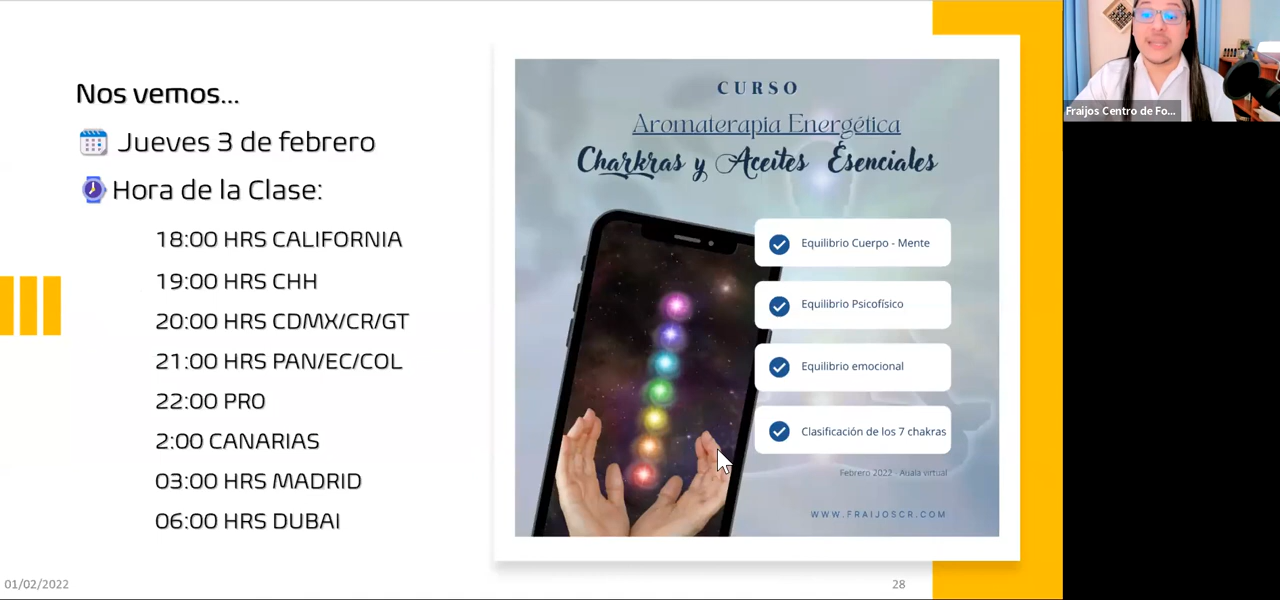 Nos vemos...
Jueves 3 de febrero
Hora de la Clase:
18:00 HRS CALIFORNIA
19:00 HRS CHH
20:00 HRS CDMX/CR/GT
21:00 HRS PAN/EC/COL
22:00 PRO
2:00 CANARIAS
03:00 HRS MADRID
06:00 HRS DUBAI
01/02/2022
28
CURSO
Aromaterapia Energética
Charkras y Aceites Esenciales
Equilibrio Cuerpo - Mente
Equilibrio Psicofísico
Equilibrio emocional
Clasificación de los 7 chakras
Febrero 2022 - Auala virtual
WWW.FRAIJOSCR.COM
Fraijos Centro de Fo...